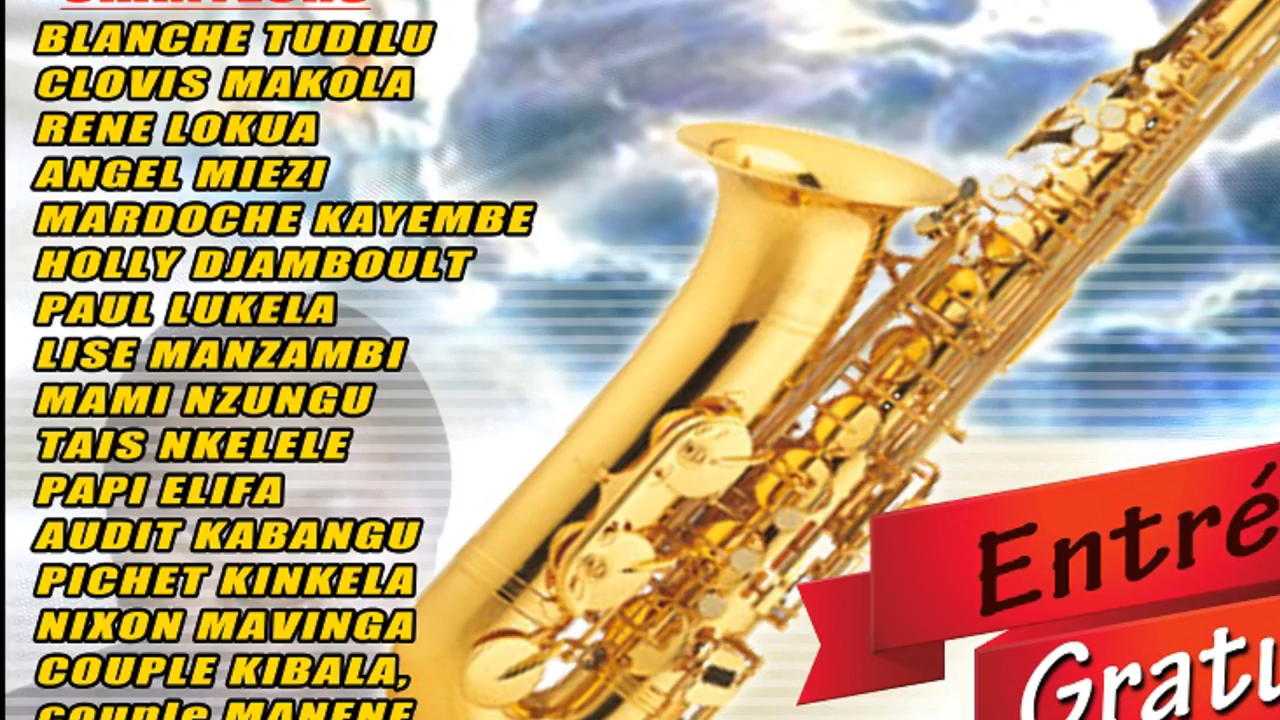 BLANCHE TUDILU
CLOVIS MAKOLA
RENE LOKUA
ANGEL MIEZI
MARDOCHE KAYEMBE
HOLLY DJAMBOULT
PAUL LUKELA
LISE MANZAMBI
MAMI NZUNGU
TAIS NKELELE
PAPI ELIFA
AUDIT KABANGU
PICHET KINKELA
NIXON MAVINGA
COUPLE KIBALA,
couple MANENE
Entré
Gratu